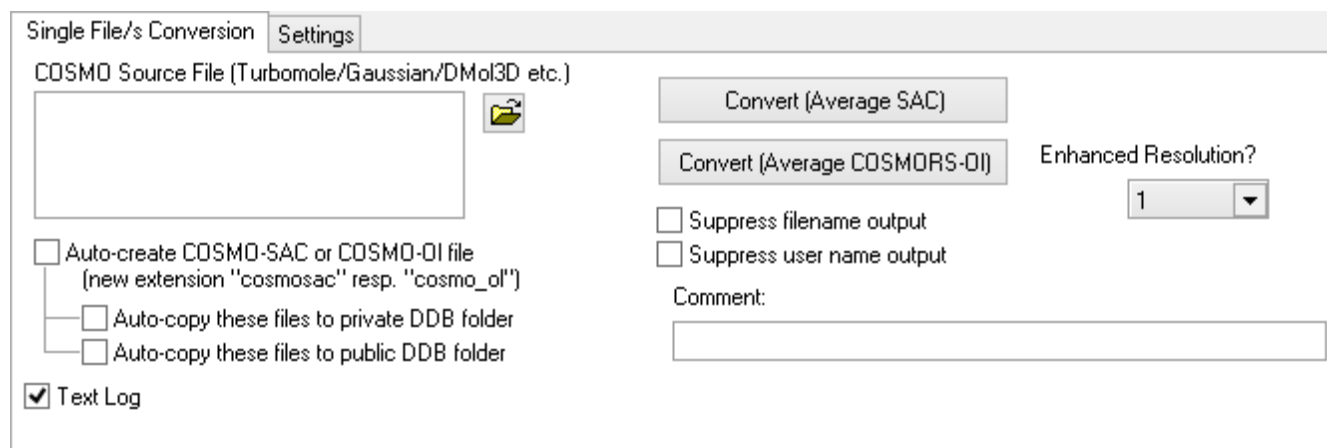 Single File/s Conversion
Settings
COSMO Source File (Turbomole/Gaussian/DMol3D etc.)
Auto-create COSMO-SAC or COSMO-Ol file
(new extension "cosmosac" resp. "cosmo_ol")
Auto-copy these files to private DDB folder
Auto-copy these files to public DDB folder
Text Log
Convert (Average SAC)
Convert (Average COSMORS-Ol)
Enhanced Resolution?
1
Suppress filename output
Suppress user name output
Comment: